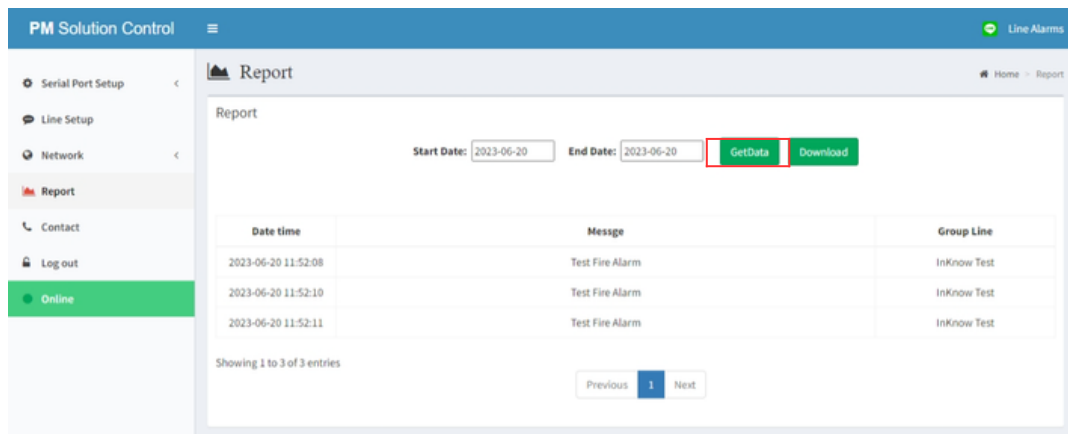 PM Solution Control
Line Alarms
Serial Port Setup
Line Setup
Network
Report
Contact
Log out
Online
Report
Home > Report
Report
Start Date: 2023-06-20 End Date: 2023-06-20 GetData Download
Date time Messge Group Line
2023-06-20 11:52:08 Test Fire Alarm InKnow Test
2023-06-20 11:52:10 Test Fire Alarm InKnow Test
2023-06-20 11:52:11 Test Fire Alarm InKnow Test
Showing 1 to 3 of 3 entries
Previous 1 Next